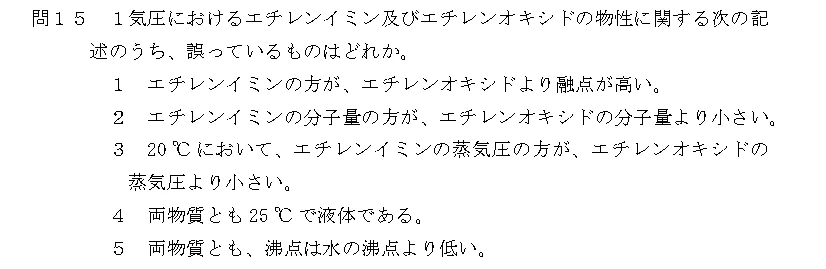 問１５　１気圧におけるエチレンイミン及びエチレンオキシドの物性に関する次の記
述のうち、誤っているものはどれか。
１　エチレンイミンの方が、エチレンオキシドより融点が高い。
２　エチレンイミンの分子量の方が、エチレンオキシドの分子量より小さい。
３　20 ℃において、エチレンイミンの蒸気圧の方が、エチレンオキシドの
蒸気圧より小さい。
４　両物質とも 25 ℃で液体である。
５　両物質とも、沸点は水の沸点より低い。